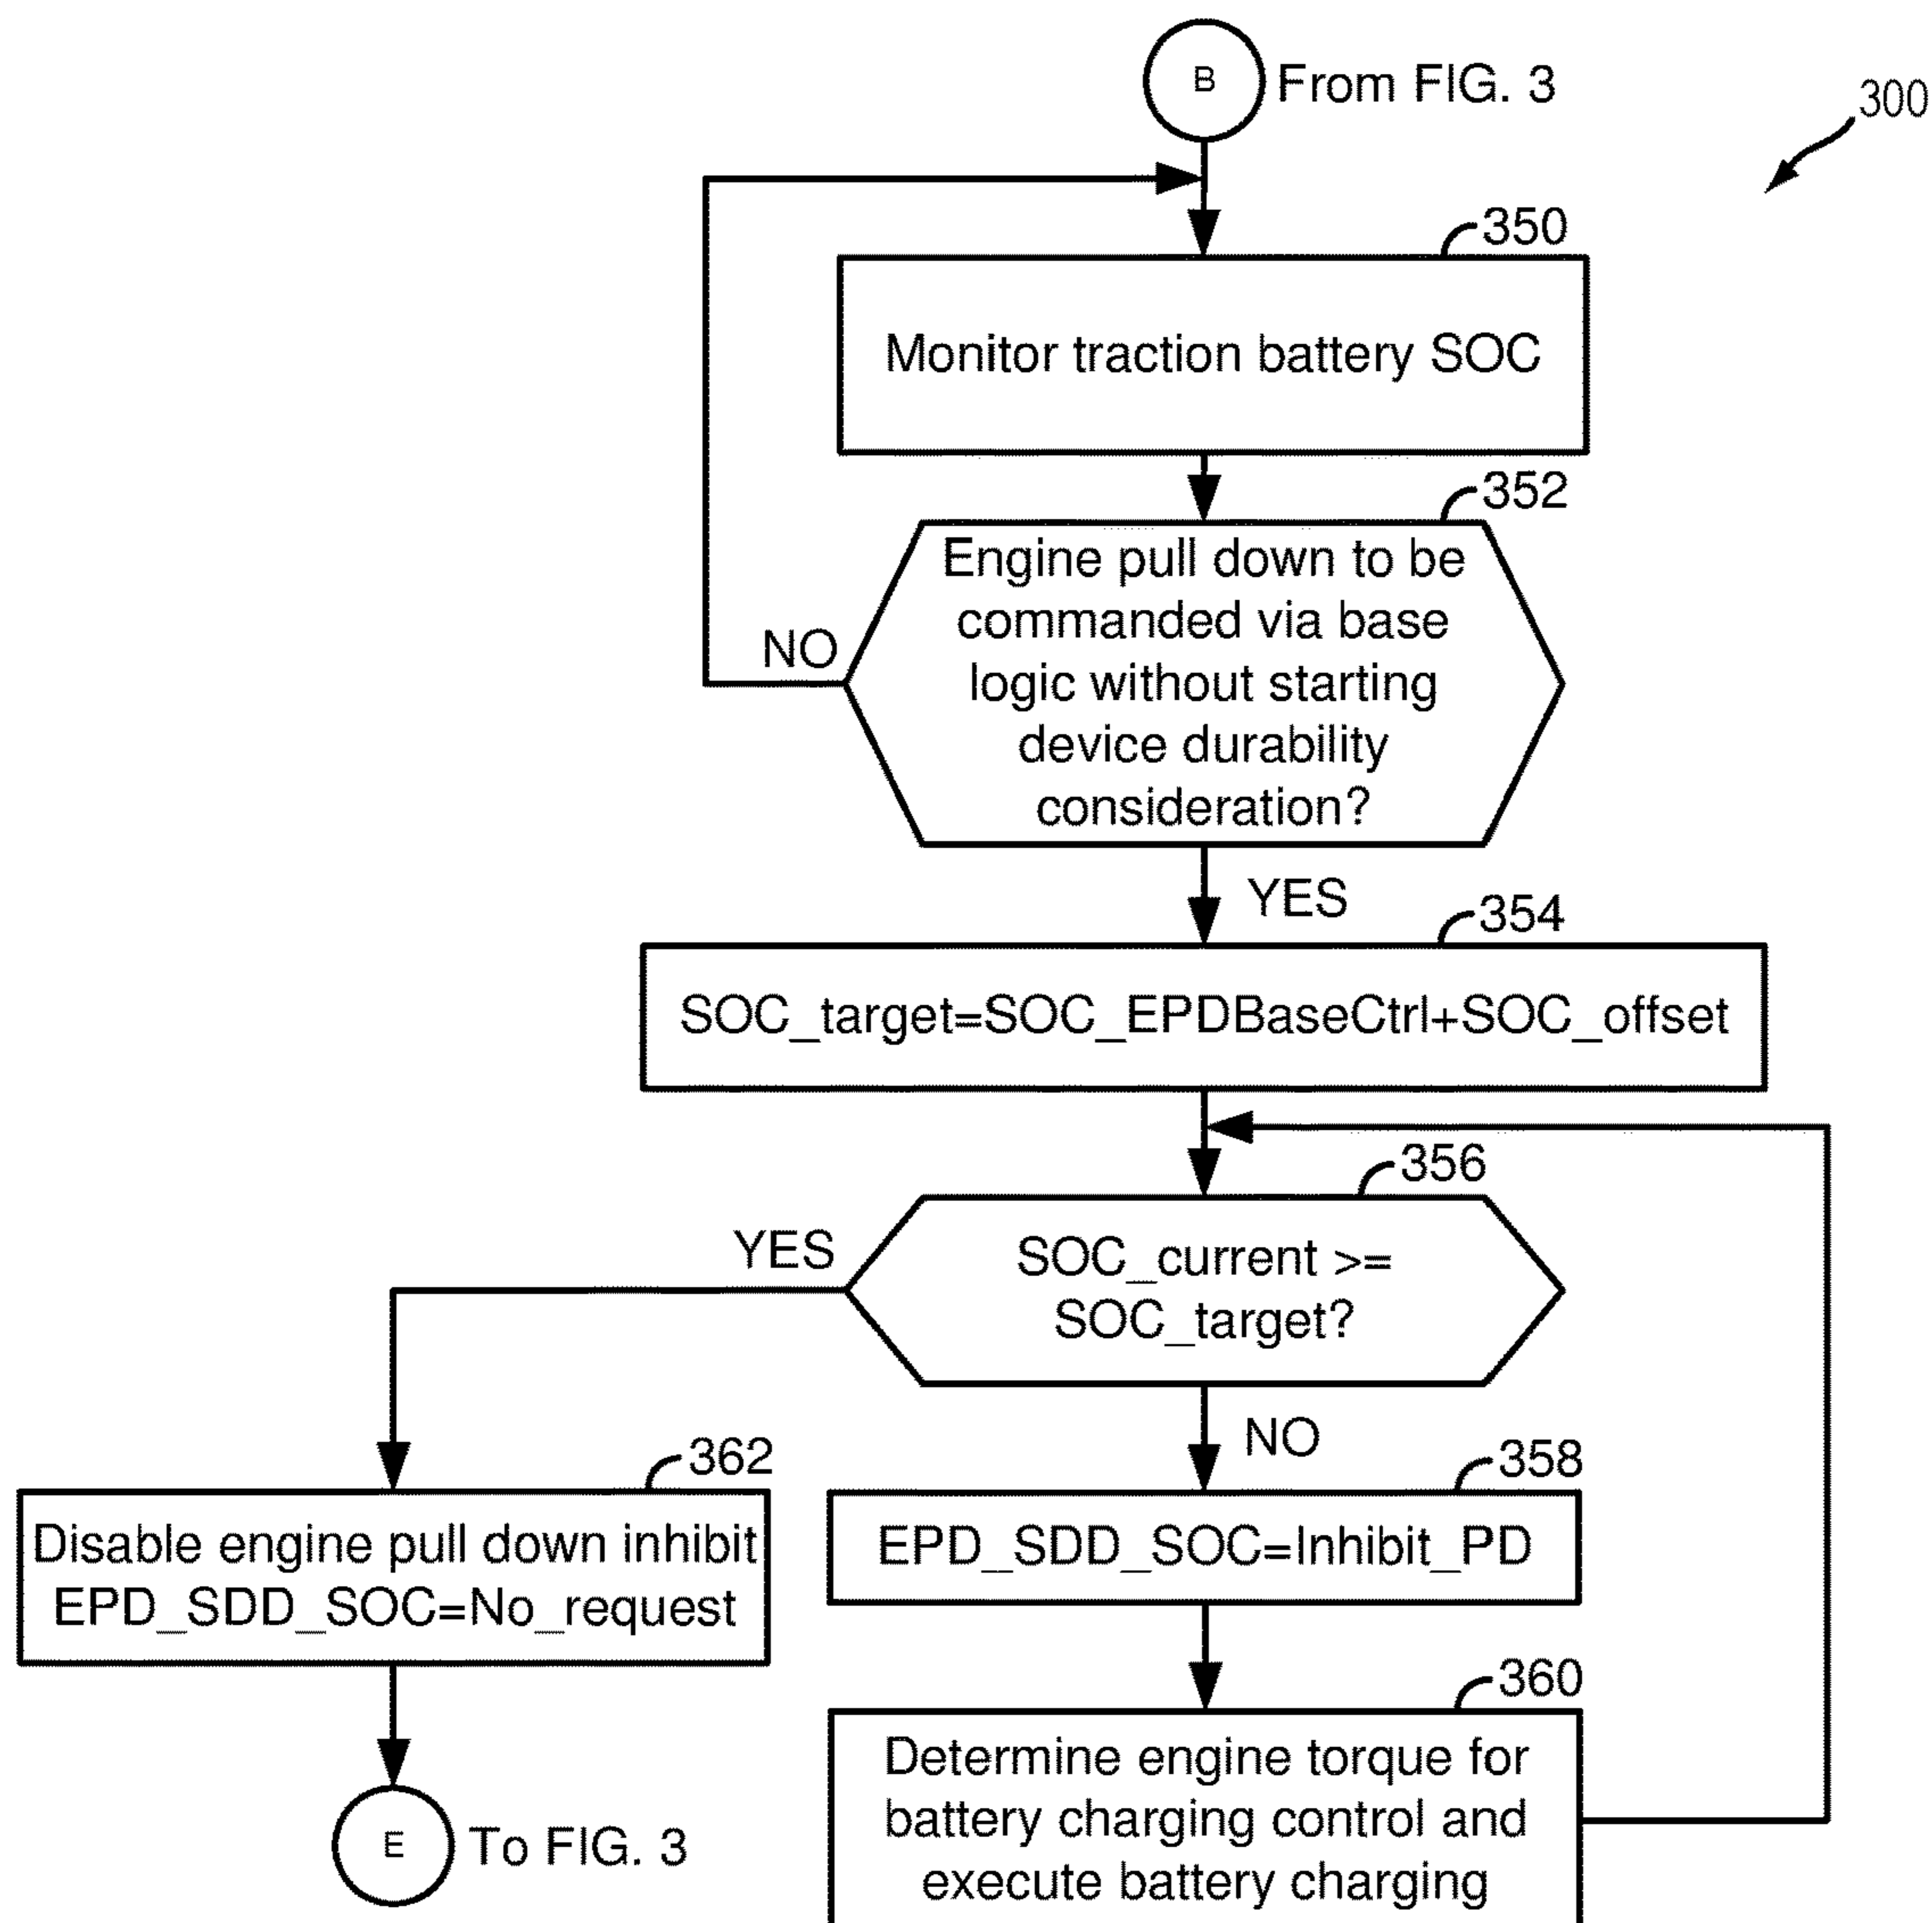 B
From FIG. 3
300
350
Monitor traction battery SOC
352
Engine pull down to be
commanded via base
logic without starting
device durability
consideration?
NO
YES
354
SOC_target=SOC_EPDBaseCtrl+SOC_offset
356
YES
SOC_current >=
SOC_target?
NO
362
Disable engine pull down inhibit
EPD_SDD_SOC=No_request
358
EPD_SDD_SOC=Inhibit_PD
360
Determine engine torque for
battery charging control and
execute battery charging
E
To FIG. 3